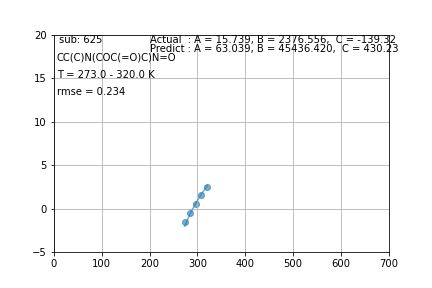 sub: 625
Actual : A = 15.739, B = 2376.556, C = -139.32
Predict : A = 63.039, B = 45436.420, C = 430.23
CC(C)N(COC(=O)C)N=O
T = 273.0 - 320.0 K
rmse = 0.234
20
15
10
5
0
−5
0 100 200 300 400 500 600 700